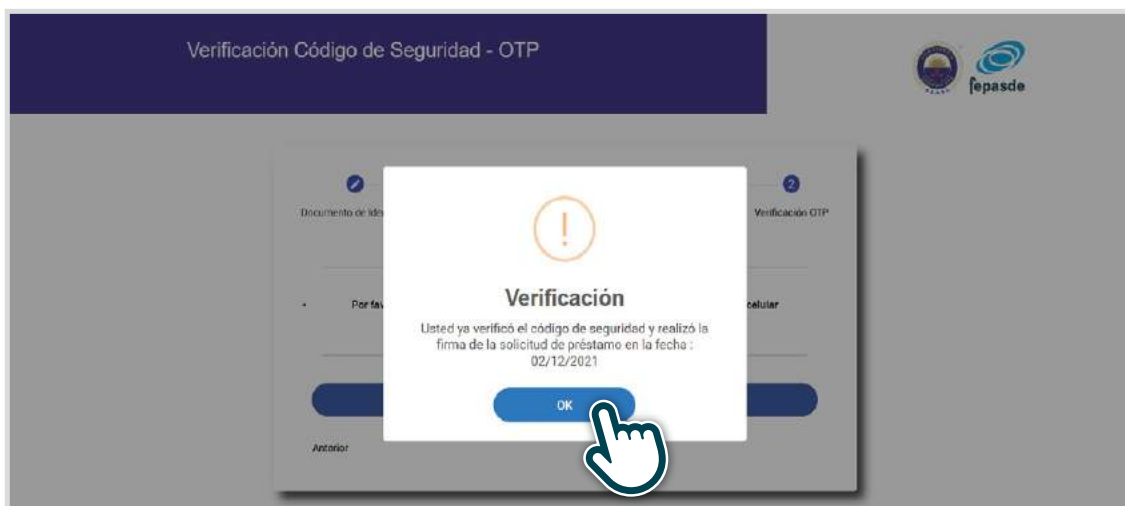 Verificación Código de Seguridad - OTP
fepasde
2
Documento de Ide
Verificación OTP
!
Verificación
Por fav
celular
Usted ya verificó el código de seguridad y realizó la
firma de la solicitud de préstamo en la fecha :
02/12/2021
OK
Anterior